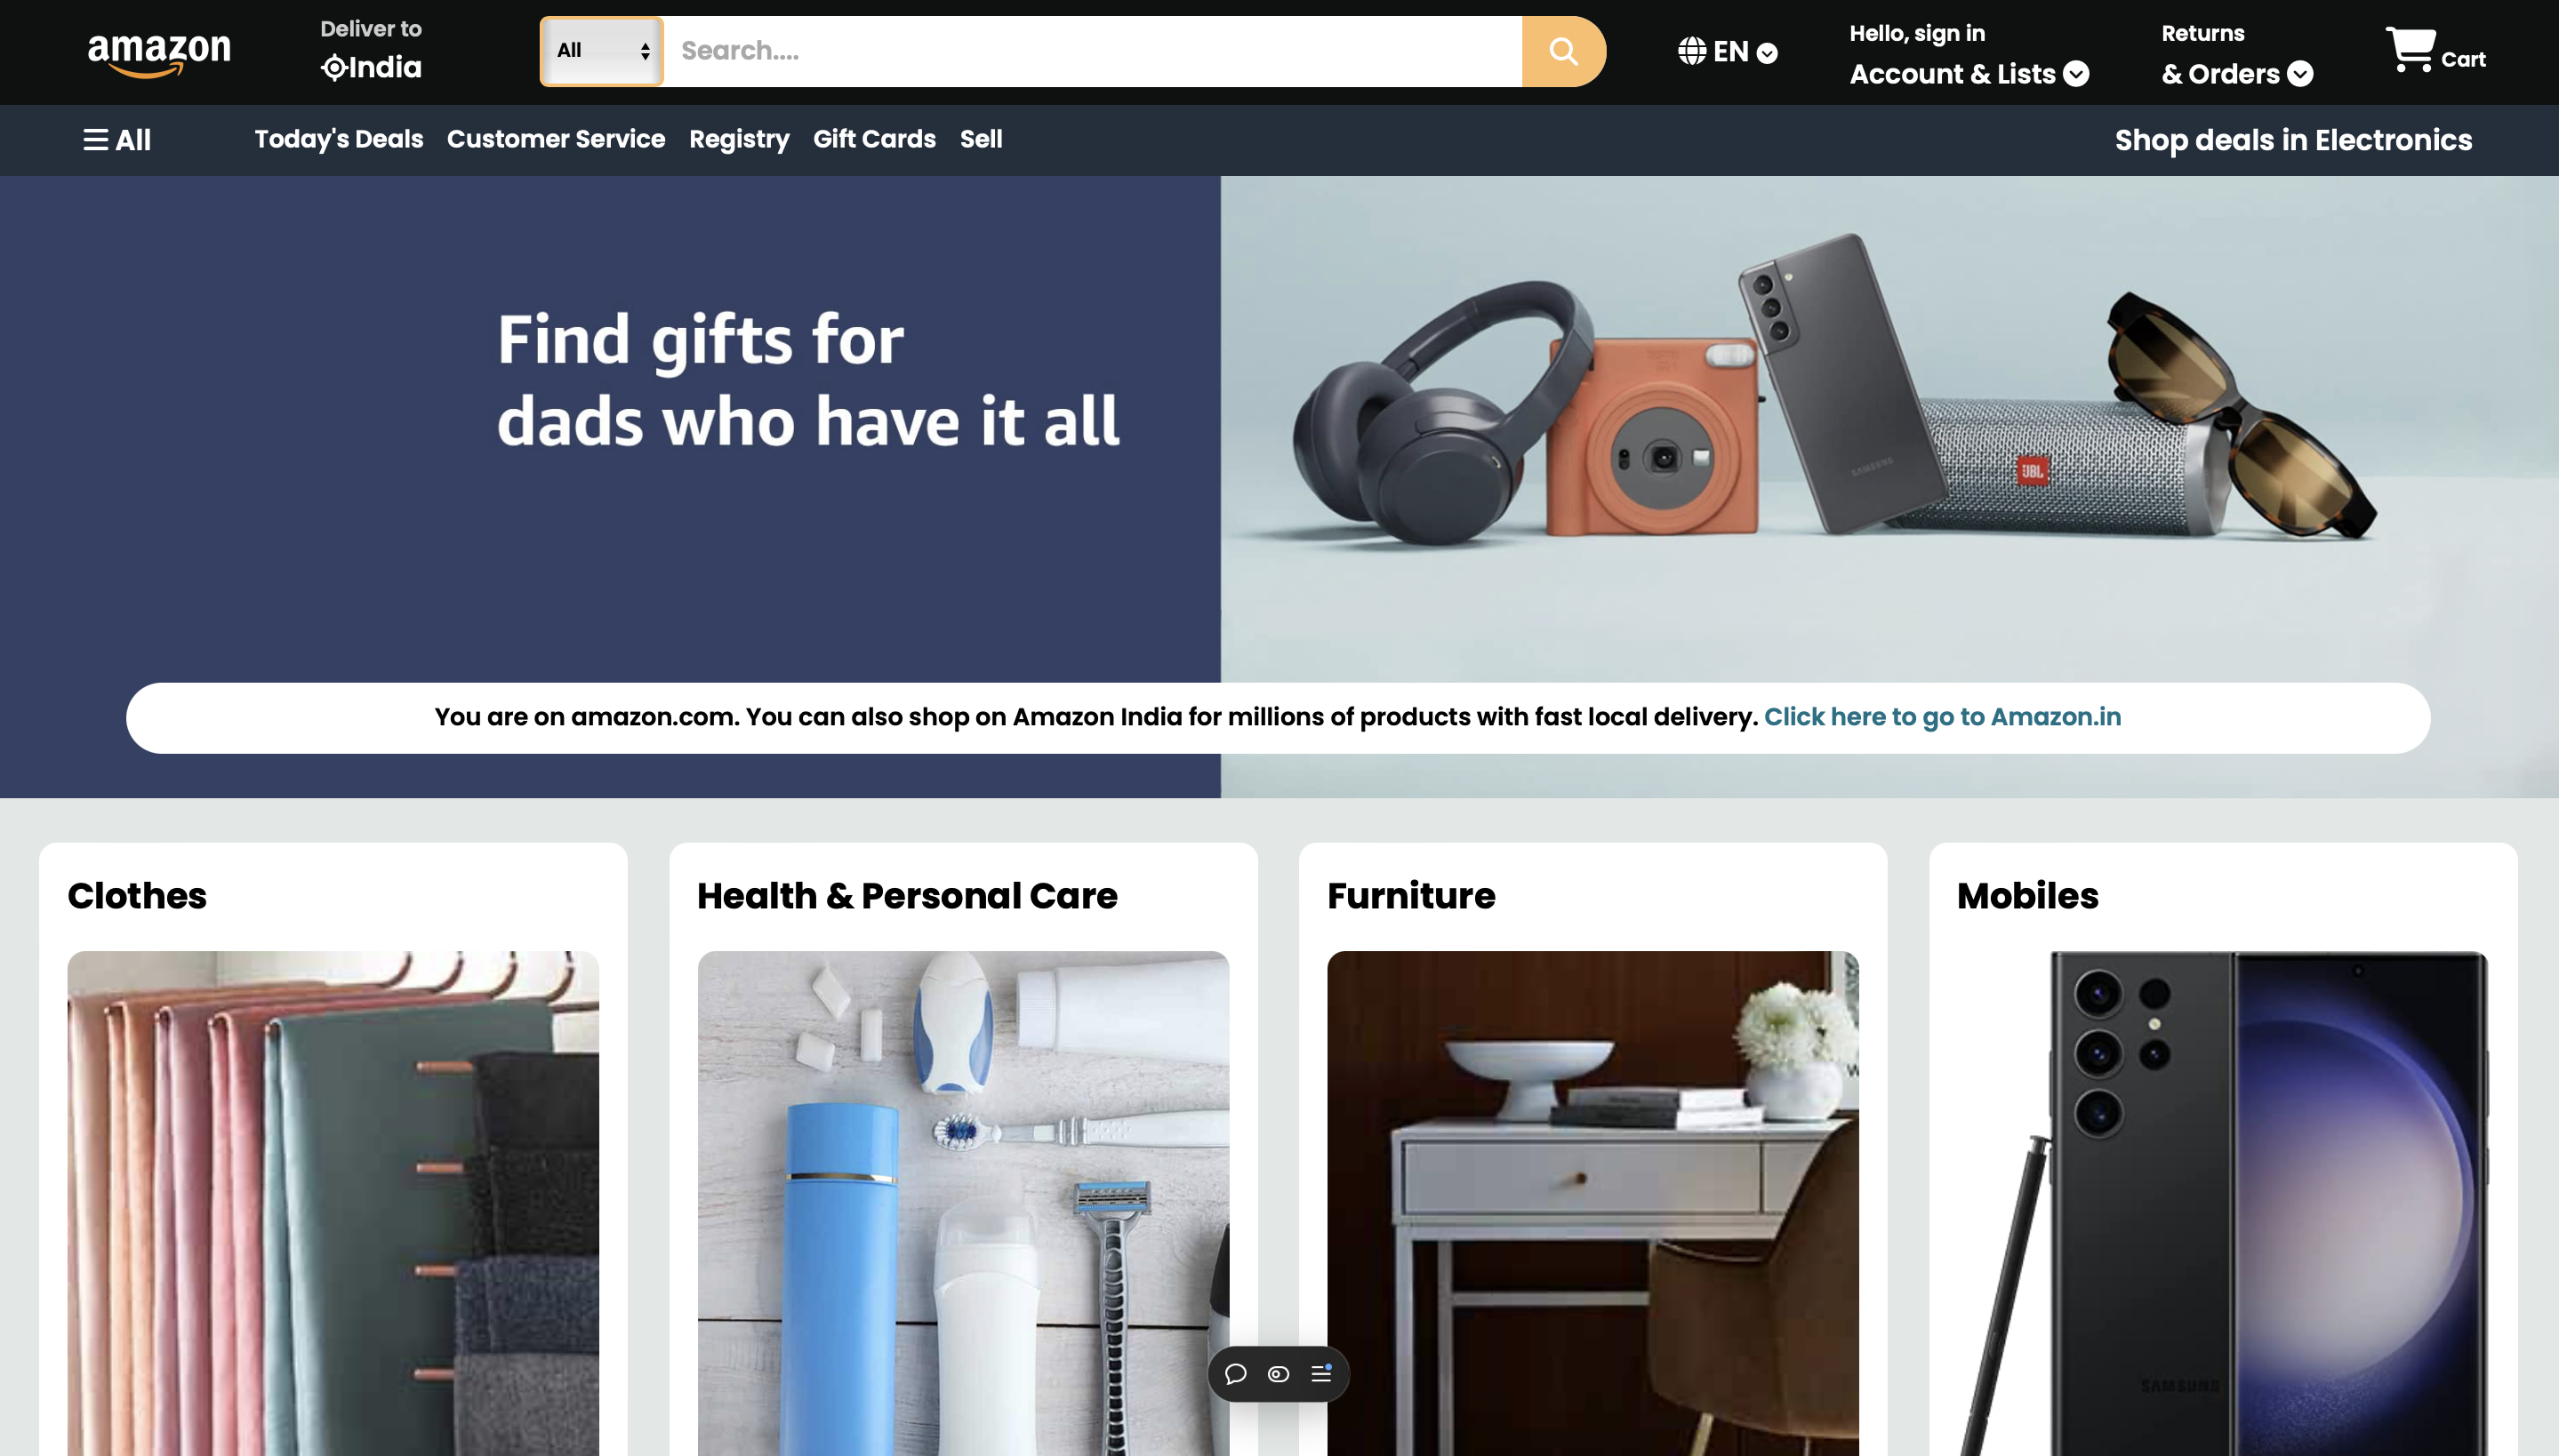 amazon
Deliver to
India
All
Search....
EN
Hello, sign in
Account & Lists
Returns
& Orders
Cart
All
Today's Deals
Customer Service
Registry
Gift Cards
Sell
Shop deals in Electronics
Find gifts for
dads who have it all
SAMSUNG
JBL
You are on amazon.com. You can also shop on Amazon India for millions of products with fast local delivery. Click here to go to Amazon.in
Clothes
Health & Personal Care
Furniture
Mobiles
W
SAMSUNG